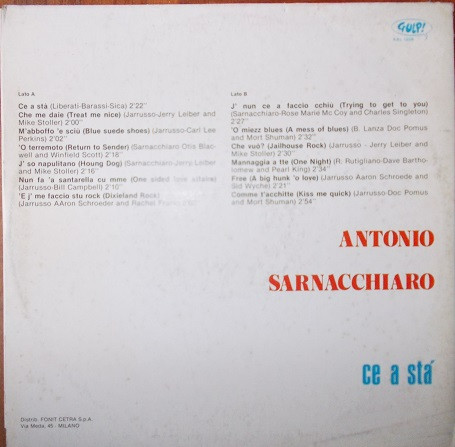 GULP!
Lato A
Ce a stà (Liberati-Barassi-Sica) 2'22"
Che me daie (Treat me nice) (Jarrusso-Jerry Leiber and
Mike Stoller) 2'00"
M'abboffo 'e sciù (Blue suede shoes) (Jarrusso-Carl Lee
Perkins) 2'02"
'O terremoto (Return to Sender) (Sarnacchiaro Otis Blac-
kwell and Winfield Scott) 2'18"
J' so napulitano (Houng Dog) (Sarnacchiaro-Jerry Leiber
and Mike Stoller) 2'16"
Nun fa 'a santarella cu mme (One sided love affaire)
(Jarrusso-Bill Campbell) 2'10"
'E j' me faccio stu rock (Dixieland Rock)
(Jarrusso AAron Schroeder and Rachel
Lato B
J' nun ce a faccio cchiù (Trying to get to you)
(Sarnacchiaro-Rose Marie Mc Coy and Charles Singleton)
2'27"
'O miezz blues (A mess of blues) (B. Lanza Doc Pomus
and Mort Shuman) 2'32"
Che vuò? (Jailhouse Rock) (Jarrusso - Jerry Leiber and
Mike Stoller) 2'30"
Mannaggia a tte (One Night) (R. Rutigliano-Dave Bartho-
lomew and Pearl King) 2'34"
Free (A big hunk 'o love) (Jarrusso Aaron Schroede and
Sid Wyche) 2'21"
Comme t'acchitte (Kiss me quick) (Jarrusso-Doc Pomus
and Mort Shuman) 2'54"
ANTONIO
SARNACCHIARO
ce a stà
Distrib. FONIT CETRA S.p.A.
Via Meda, 45 - MILANO